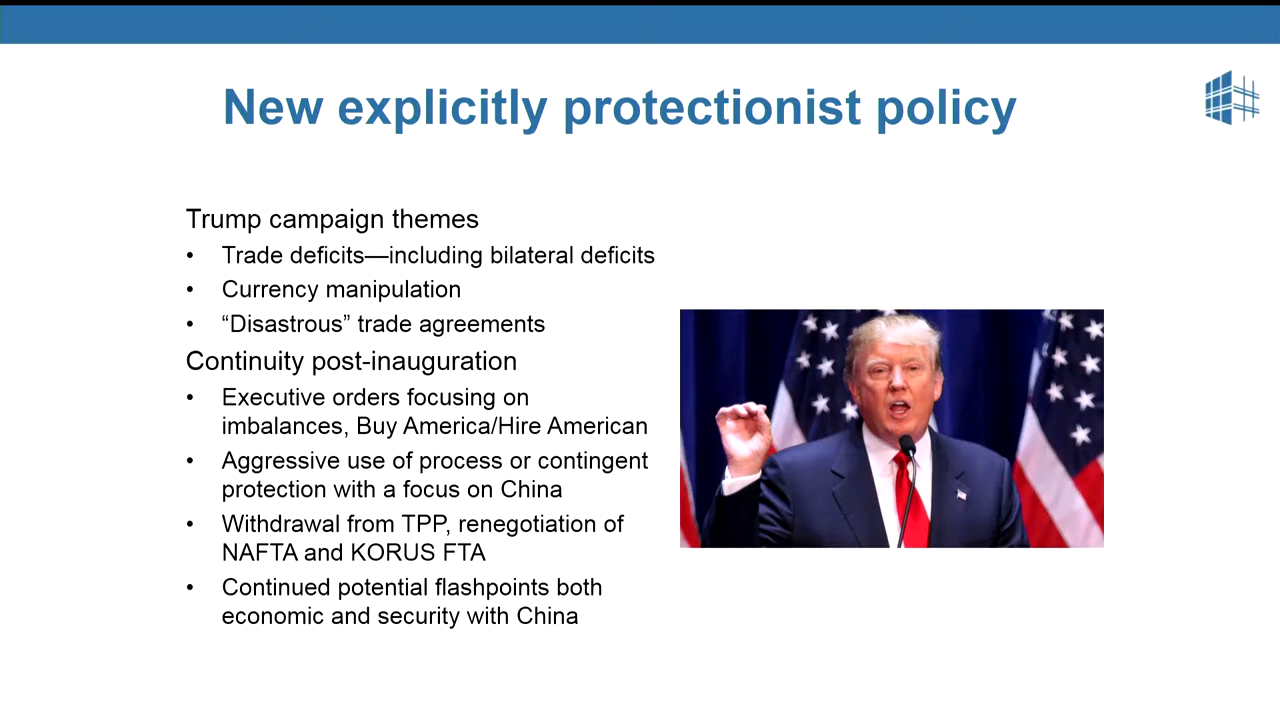 New explicitly protectionist policy
Trump campaign themes
• Trade deficits—including bilateral deficits
• Currency manipulation
• “Disastrous” trade agreements
Continuity post-inauguration
• Executive orders focusing on
imbalances, Buy America/Hire American
• Aggressive use of process or contingent
protection with a focus on China
• Withdrawal from TPP, renegotiation of
NAFTA and KORUS FTA
• Continued potential flashpoints both
economic and security with China